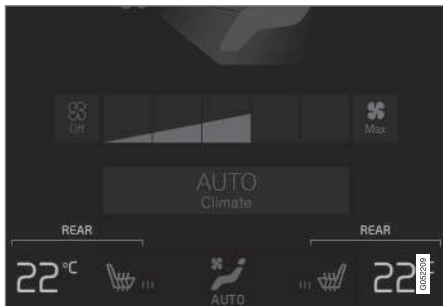 Off
Max
AUTO
Climate
REAR REAR
22°C 22
AUTO
G052209